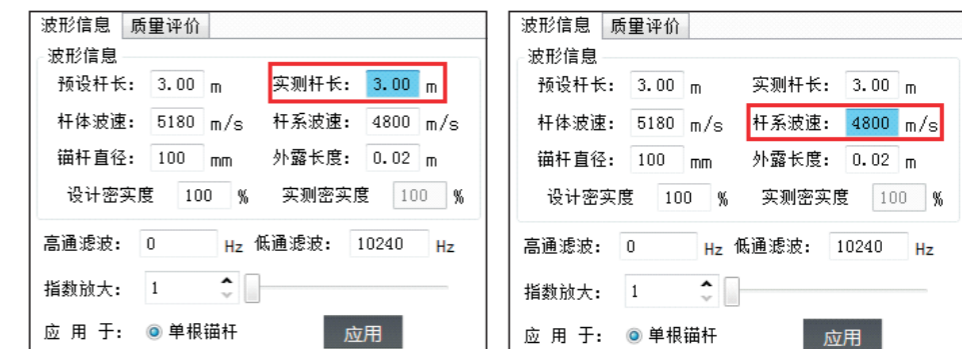 波形信息 质量评价
波形信息
预设杆长: 3.00 m 实测杆长: 3.00 m
杆体波速: 5180 m/s 杆系波速: 4800 m/s
锚杆直径: 100 mm 外露长度: 0.02 m
设计密实度 100 % 实测密实度 100 %
高通滤波: 0 Hz 低通滤波: 10240 Hz
指数放大: 1
应 用 于: 单根锚杆 应用
波形信息 质量评价
波形信息
预设杆长: 3.00 m 实测杆长: 3.00 m
杆体波速: 5180 m/s 杆系波速: 4800 m/s
锚杆直径: 100 mm 外露长度: 0.02 m
设计密实度 100 % 实测密实度 100 %
高通滤波: 0 Hz 低通滤波: 10240 Hz
指数放大: 1
应 用 于: 单根锚杆 应用